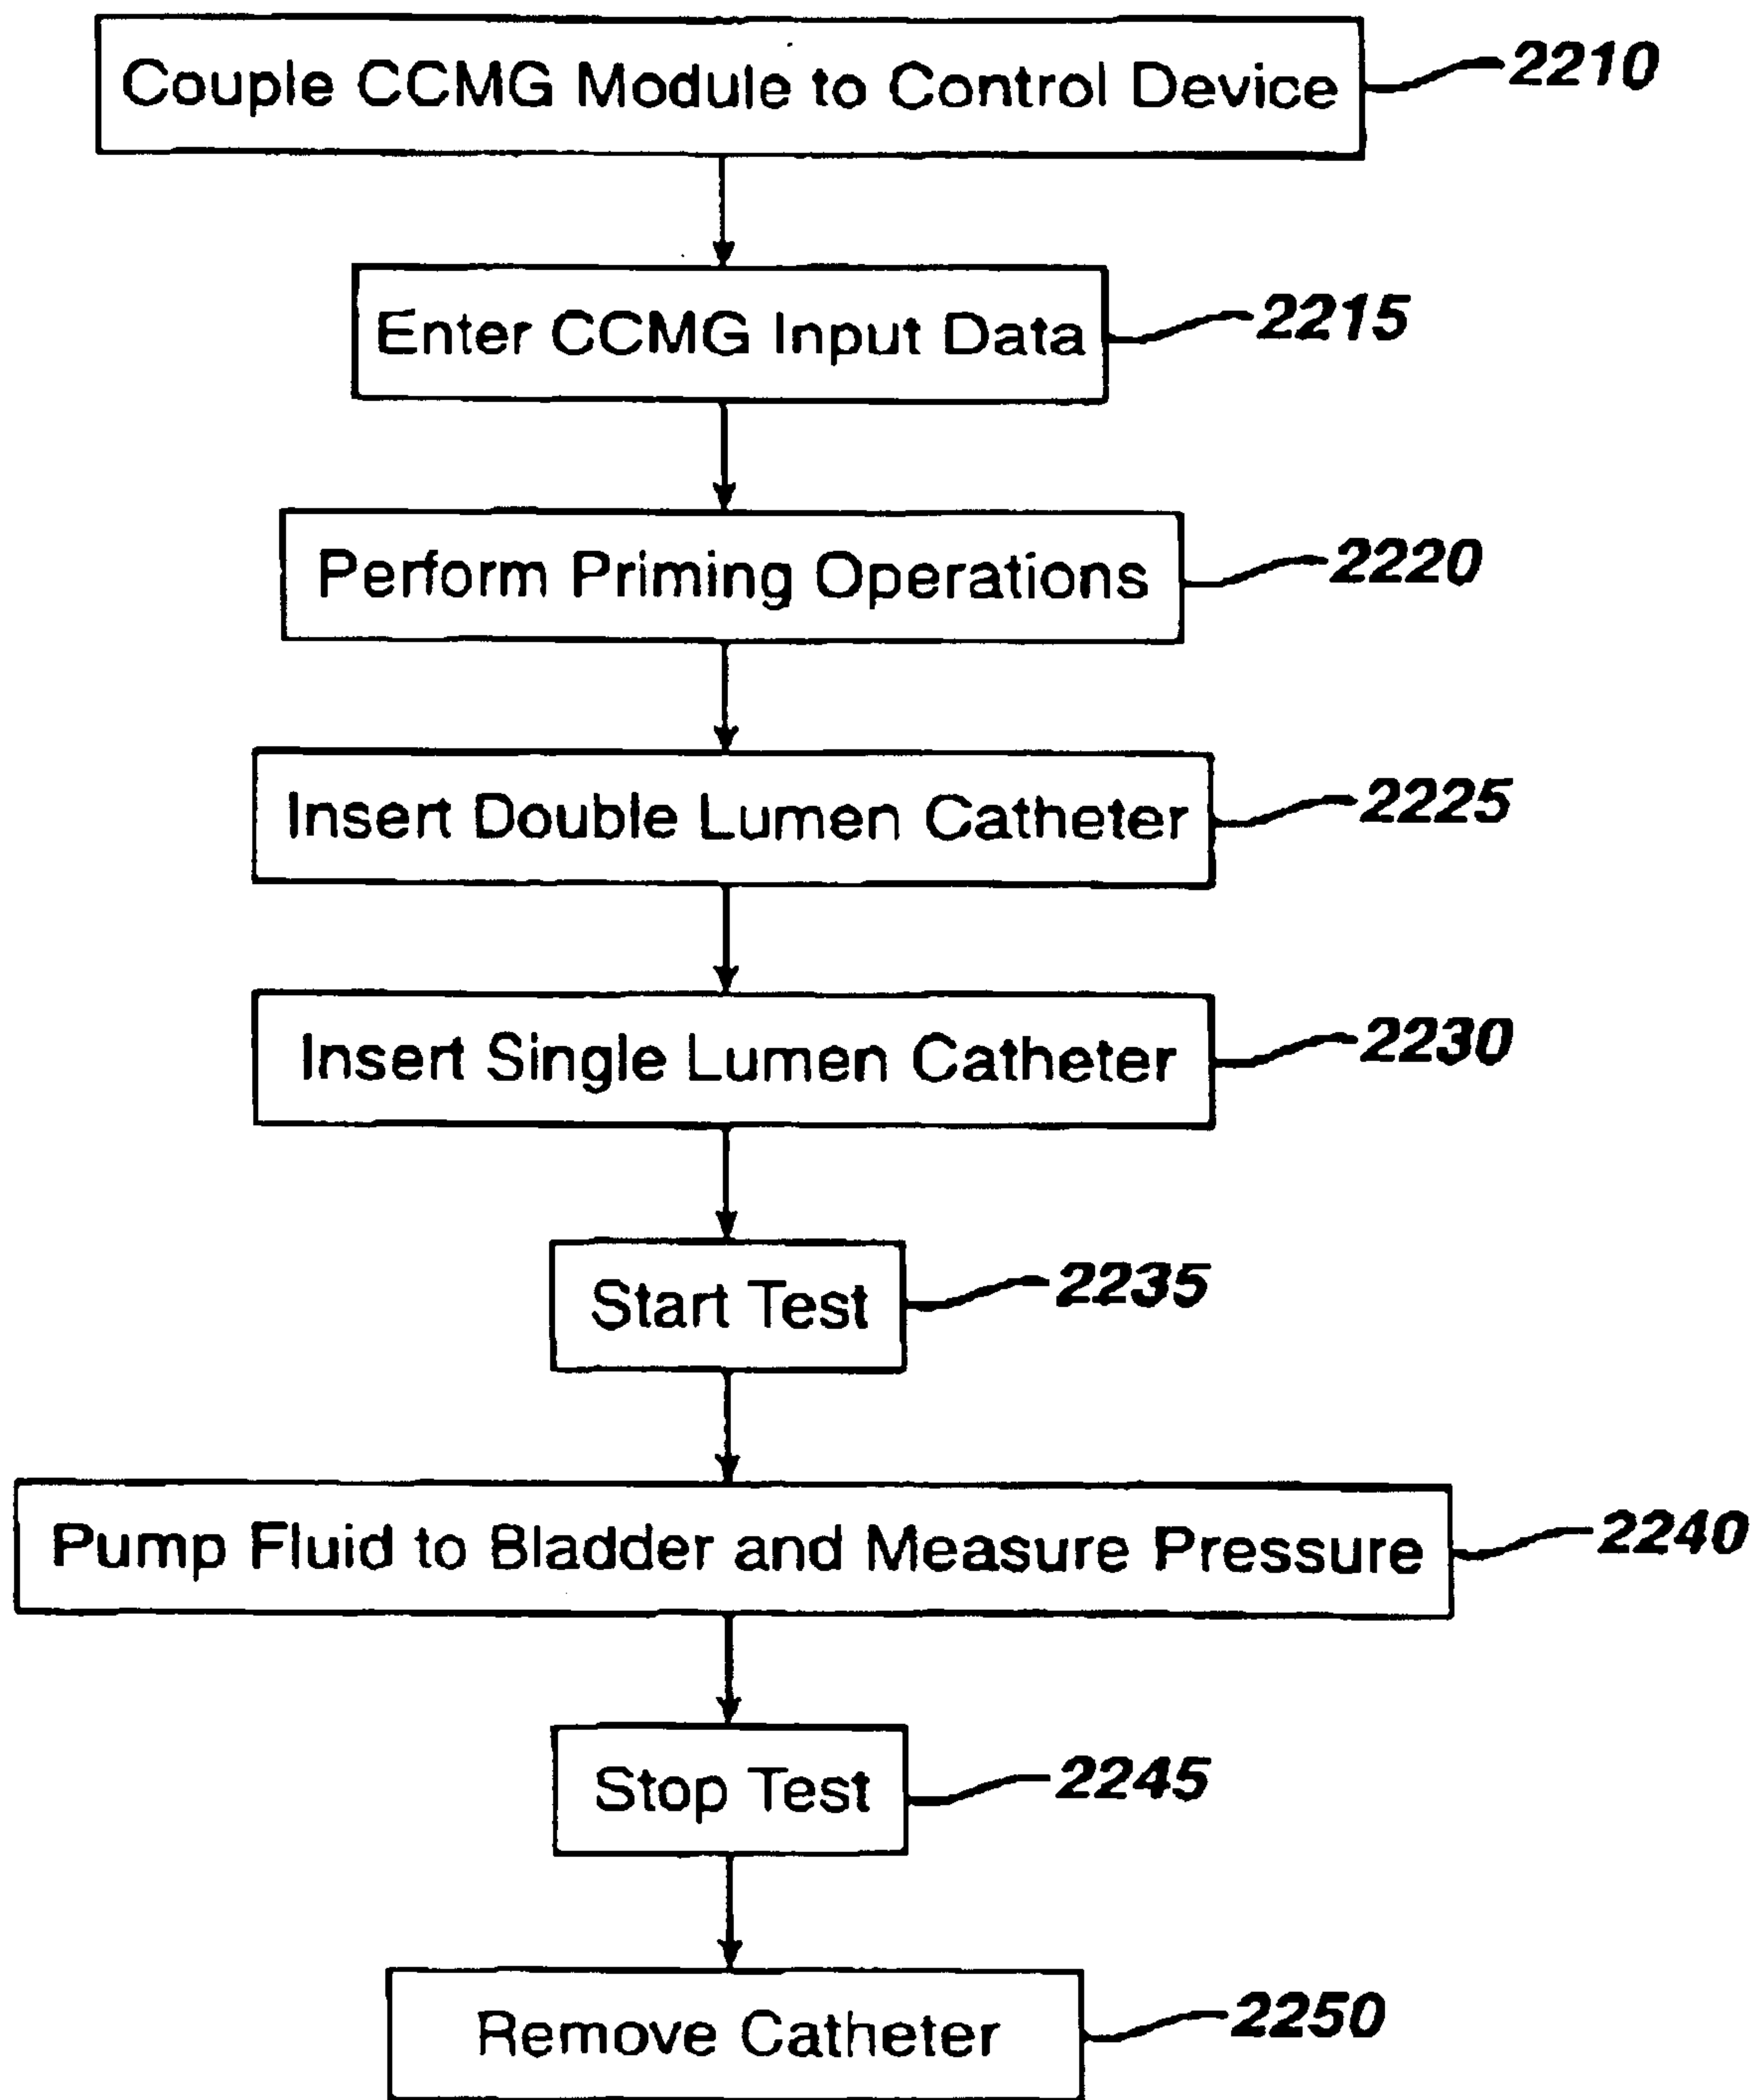 Couple CCMG Module to Control Device 2210
Enter CCMG Input Data 2215
Perform Priming Operations 2220
Insert Double Lumen Catheter 2225
Insert Single Lumen Catheter 2230
Start Test 2235
Pump Fluid to Bladder and Measure Pressure 2240
Stop Test 2245
Remove Catheter 2250